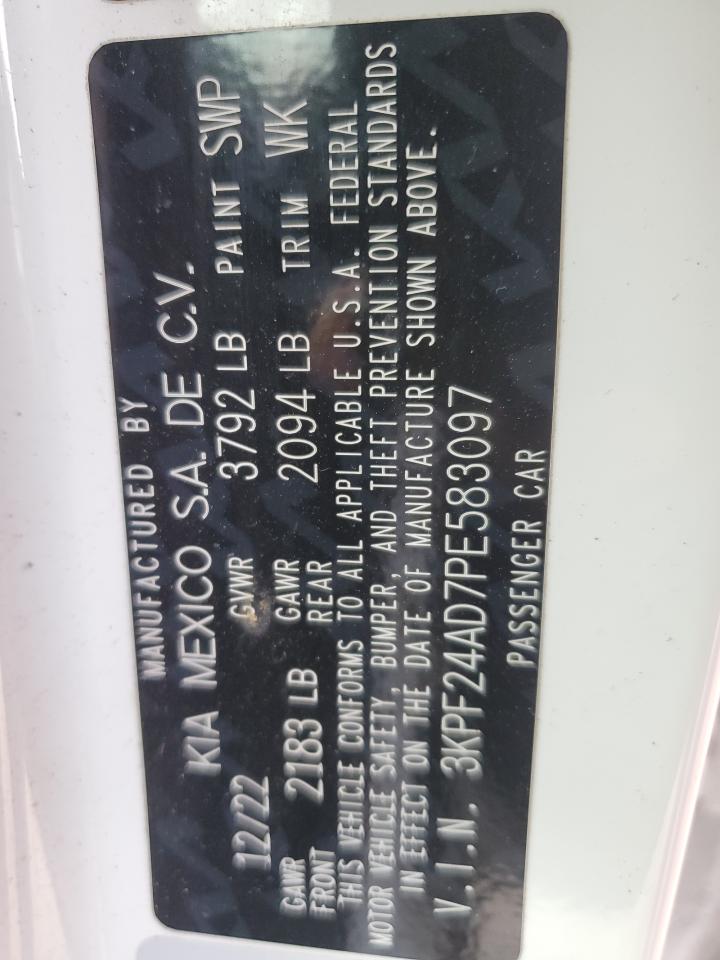 MANUFACTURED BY
KIA MEXICO S.A. DE C.V.
12/22 GVWR 3792 LB PAINT SWP
GAWR FRONT 2183 LB GAWR REAR 2094 LB TRIM WK
THIS VEHICLE CONFORMS TO ALL APPLICABLE U.S.A. FEDERAL
MOTOR VEHICLE SAFETY, BUMPER, AND THEFT PREVENTION STANDARDS
IN EFFECT ON THE DATE OF MANUFACTURE SHOWN ABOVE.
V.I.N. 3KPF24AD7PE583097
PASSENGER CAR